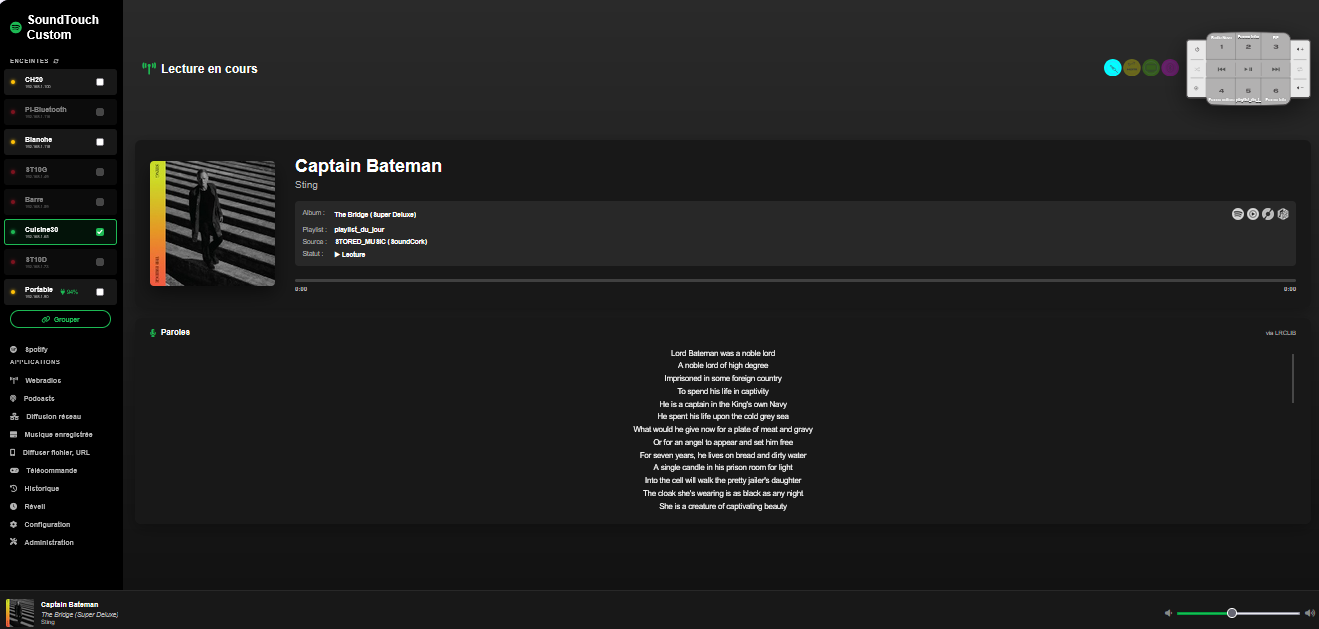 SoundTouch
Custom
ENCEINTES
CH20
Pi-Bluetooth
Blanche
ST10G
Barre
Cuisine30
ST10D
Portable 94%
Grouper
Spotify
APPLICATIONS
Webradios
Podcasts
Diffusion réseau
Musique enregistrée
Diffuser fichier, URL
Télécommande
Historique
Réveil
Configuration
Administration
Lecture en cours
1 2 3
4 5 6
Captain Bateman
Sting
Album : The Bridge (Super Deluxe)
Playlist : playlist_du_jour
Source : STORED_MUSIC (SoundCork)
Statut : Lecture
0:00 0:00
Paroles
via LRCLIB
Lord Bateman was a noble lord
A noble lord of high degree
Imprisoned in some foreign country
To spend his life in captivity
He is a captain in the King's own Navy
He spent his life upon the cold grey sea
What would he give now for a plate of meat and gravy
Or for an angel to appear and set him free
For seven years, he lives on bread and dirty water
A single candle in his prison room for light
Into the cell will walk the pretty jailer's daughter
The cloak she's wearing is as black as any night
She is a creature of captivating beauty
Captain Bateman
The Bridge (Super Deluxe)
Sting